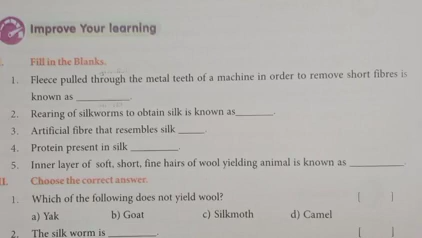 Improve Your learning
I. Fill in the Blanks.
1. Fleece pulled through the metal teeth of a machine in order to remove short fibres is
known as ________.
2. Rearing of silkworms to obtain silk is known as________.
3. Artificial fibre that resembles silk _____.
4. Protein present in silk ________.
5. Inner layer of soft, short, fine hairs of wool yielding animal is known as ________.
II. Choose the correct answer.
1. Which of the following does not yield wool? [ ]
a) Yak b) Goat c) Silkmoth d) Camel
2. The silk worm is ________. [ ]